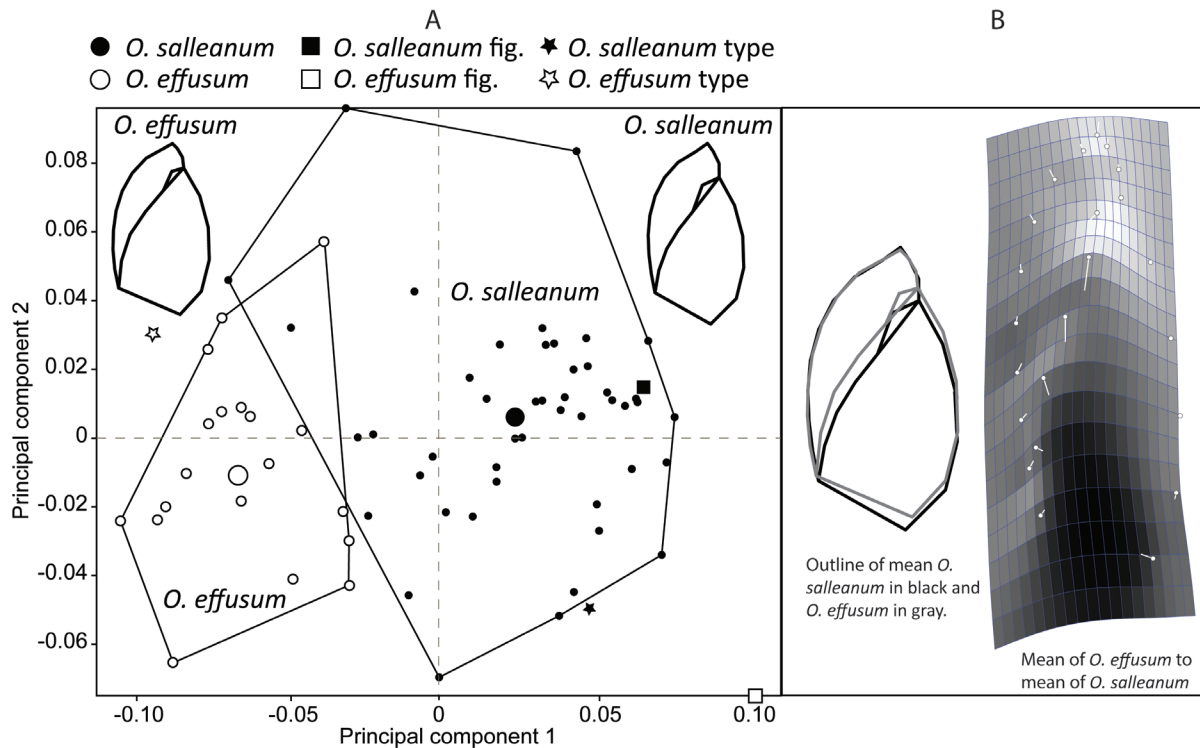 A
B
O. salleanum
O. salleanum fig.
O. salleanum type
O. effusum
O. effusum fig.
O. effusum type
O. effusum
O. salleanum
O. salleanum
O. effusum
Principal component 2
0.08
0.06
0.04
0.02
0
-0.02
-0.04
-0.06
-0.10
-0.05
0
0.05
0.10
Principal component 1
Outline of mean O.
salleanum in black and
O. effusum in gray.
Mean of O. effusum to
mean of O. salleanum